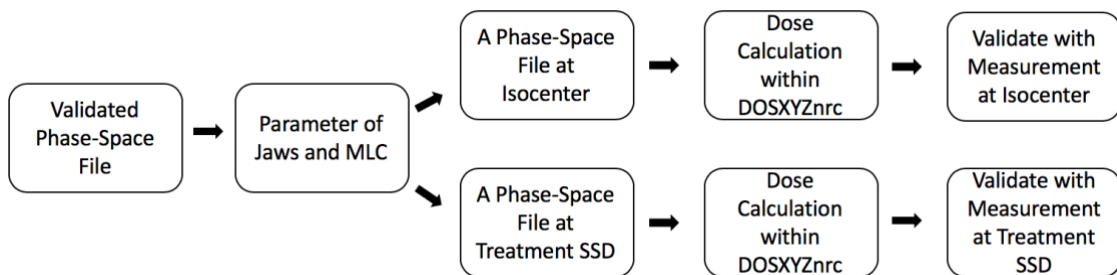 Validated
Phase-Space
File
Parameter of
Jaws and MLC
A Phase-Space
File at
Isocenter
Dose
Calculation
within
DOSXYZnrc
Validate with
Measurement
at Isocenter
A Phase-Space
File at
Treatment SSD
Dose
Calculation
within
DOSXYZnrc
Validate with
Measurement
at Treatment
SSD